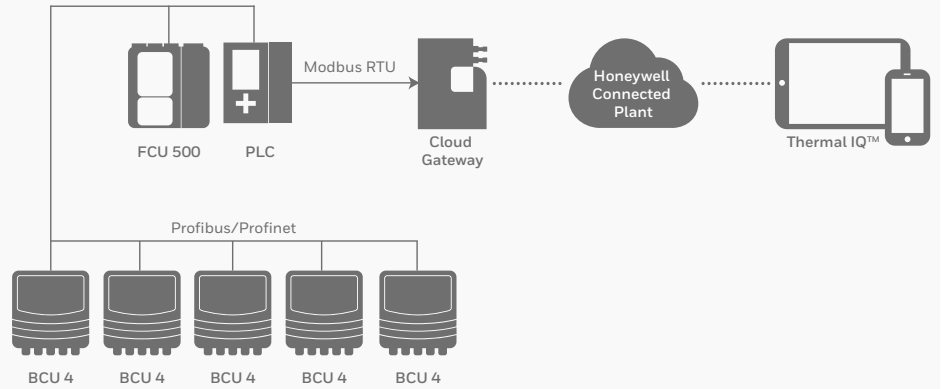 Modbus RTU
Honeywell
Connected
Plant
FCU 500
PLC
Cloud
Gateway
Thermal IQ™
Profibus/Profinet
BCU 4
BCU 4
BCU 4
BCU 4
BCU 4